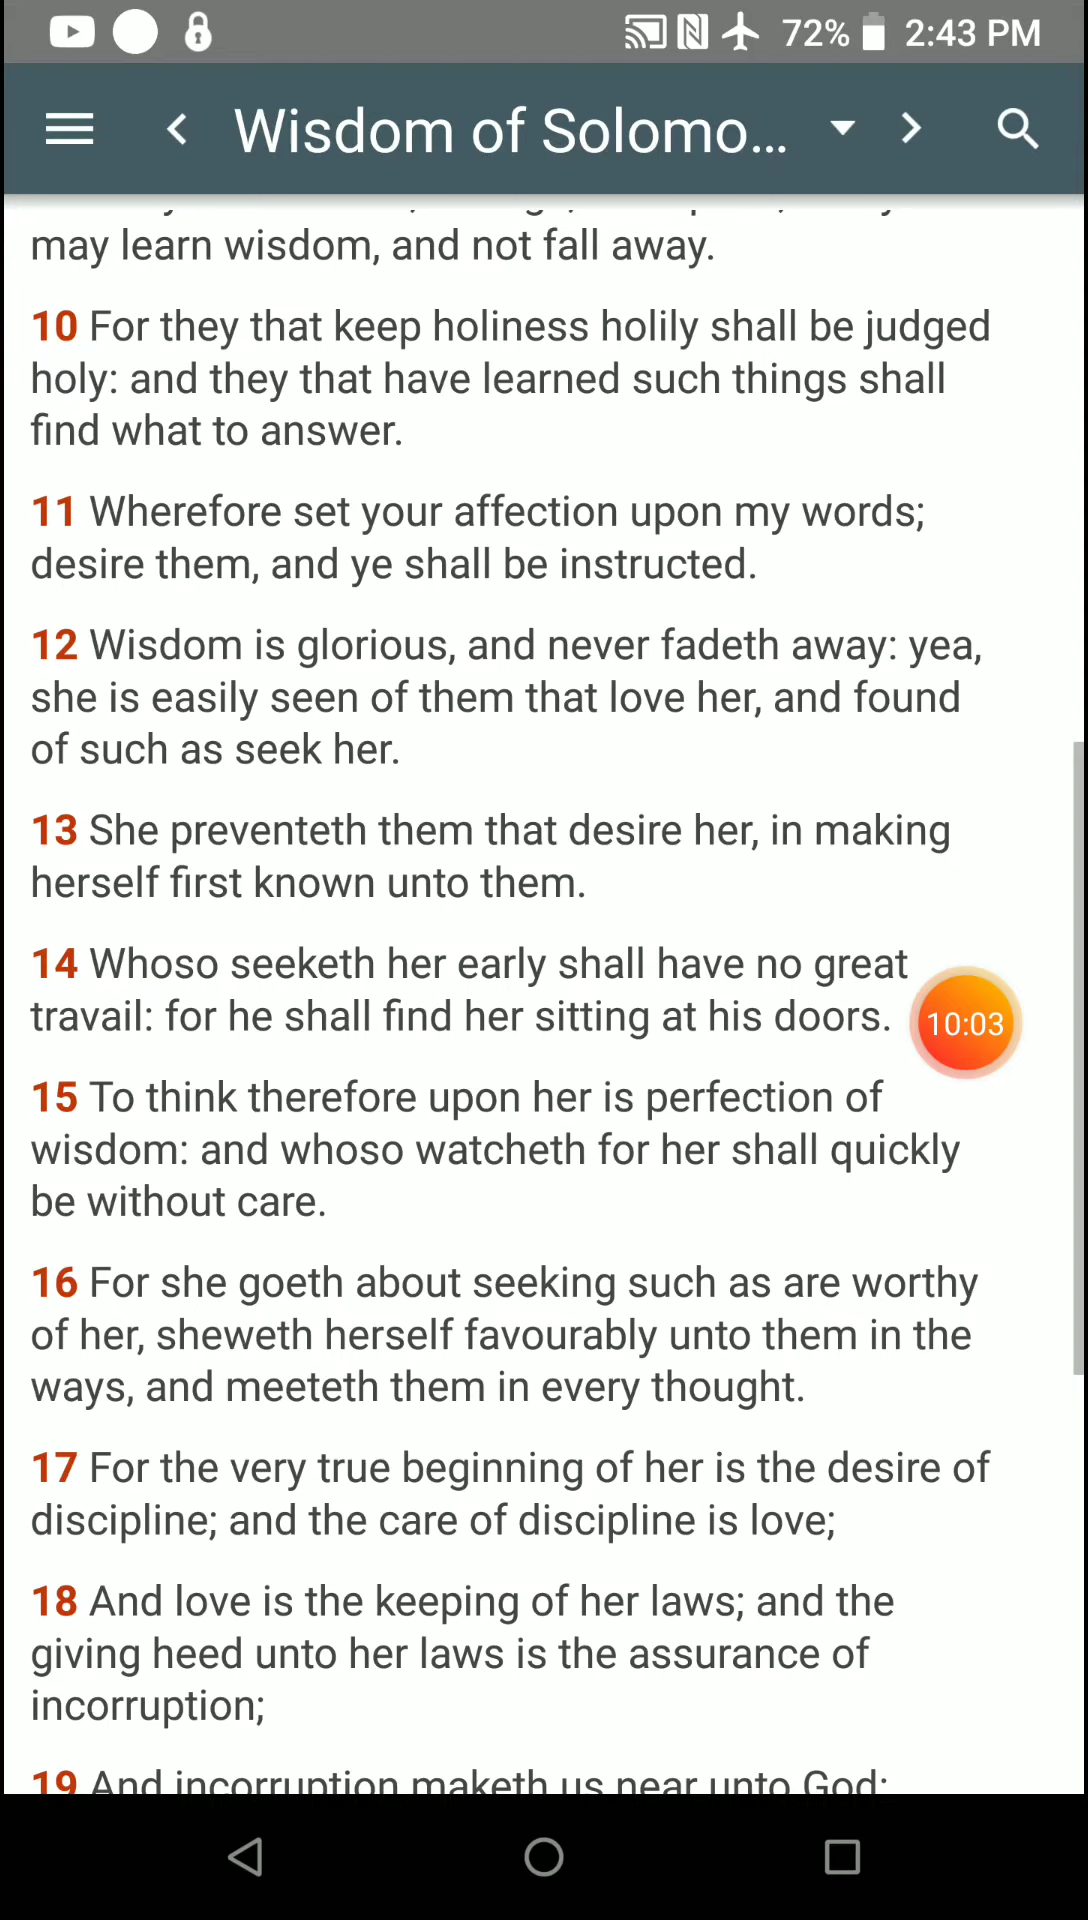 72% 2:43 PM
Wisdom of Solomo...
may learn wisdom, and not fall away.
10 For they that keep holiness holily shall be judged
holy: and they that have learned such things shall
find what to answer.
11 Wherefore set your affection upon my words;
desire them, and ye shall be instructed.
12 Wisdom is glorious, and never fadeth away: yea,
she is easily seen of them that love her, and found
of such as seek her.
13 She preventeth them that desire her, in making
herself first known unto them.
14 Whoso seeketh her early shall have no great
travail: for he shall find her sitting at his doors.
10:03
15 To think therefore upon her is perfection of
wisdom: and whoso watcheth for her shall quickly
be without care.
16 For she goeth about seeking such as are worthy
of her, sheweth herself favourably unto them in the
ways, and meeteth them in every thought.
17 For the very true beginning of her is the desire of
discipline; and the care of discipline is love;
18 And love is the keeping of her laws; and the
giving heed unto her laws is the assurance of
incorruption;
19 And incorruption maketh us near unto God: